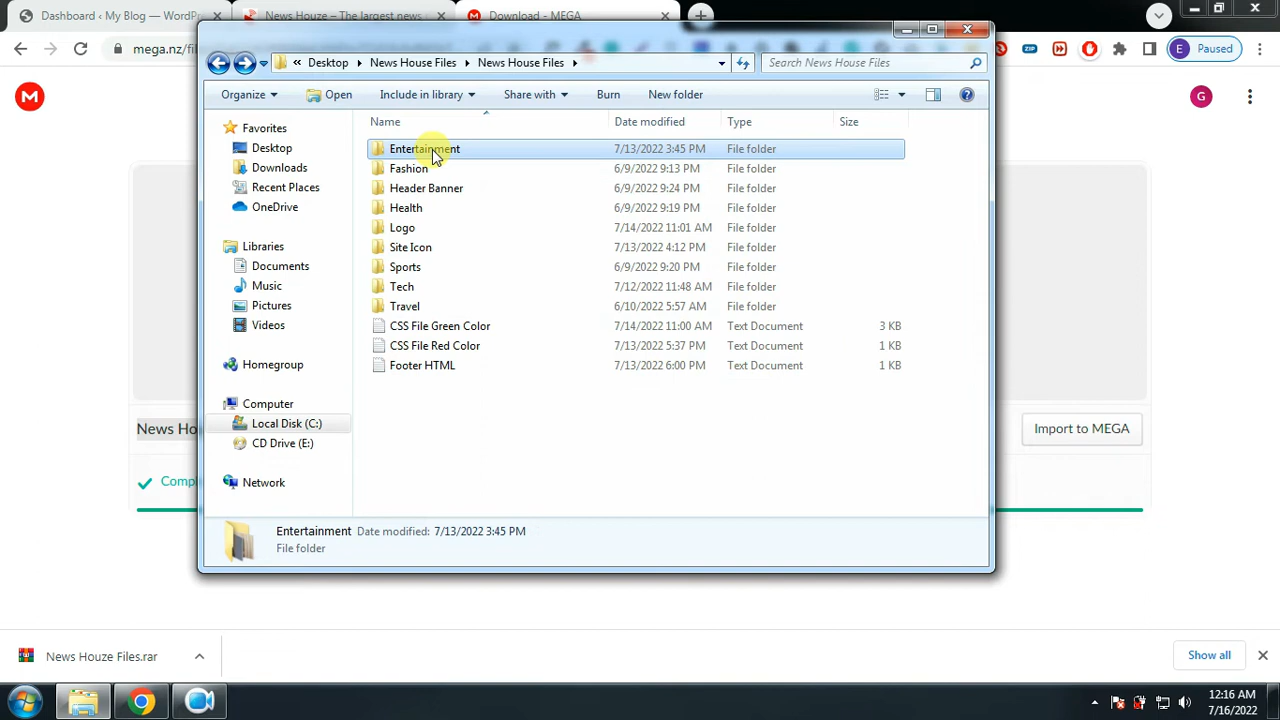 Dashboard ‹ My Blog — WordPr
News Houze – The largest news
Download - MEGA
mega.nz/fil
ZIP
E Paused
Desktop
News House Files
News House Files
Search News House Files
Organize
Open
Include in library
Share with
Burn
New folder
M
G
Name Date modified Type Size
Favorites
Desktop
Downloads
Recent Places
OneDrive
Libraries
Documents
Music
Pictures
Videos
Homegroup
Computer
Local Disk (C:)
CD Drive (E:)
Network
Entertainment 7/13/2022 3:45 PM File folder
Fashion 6/9/2022 9:13 PM File folder
Header Banner 6/9/2022 9:24 PM File folder
Health 6/9/2022 9:19 PM File folder
Logo 7/14/2022 11:01 AM File folder
Site Icon 7/13/2022 4:12 PM File folder
Sports 6/9/2022 9:20 PM File folder
Tech 7/12/2022 11:48 AM File folder
Travel 6/10/2022 5:57 AM File folder
CSS File Green Color 7/14/2022 11:00 AM Text Document 3 KB
CSS File Red Color 7/13/2022 5:37 PM Text Document 1 KB
Footer HTML 7/13/2022 6:00 PM Text Document 1 KB
News Ho
Import to MEGA
Comp
Entertainment Date modified: 7/13/2022 3:45 PM
File folder
News Houze Files.rar
Show all
12:16 AM
7/16/2022